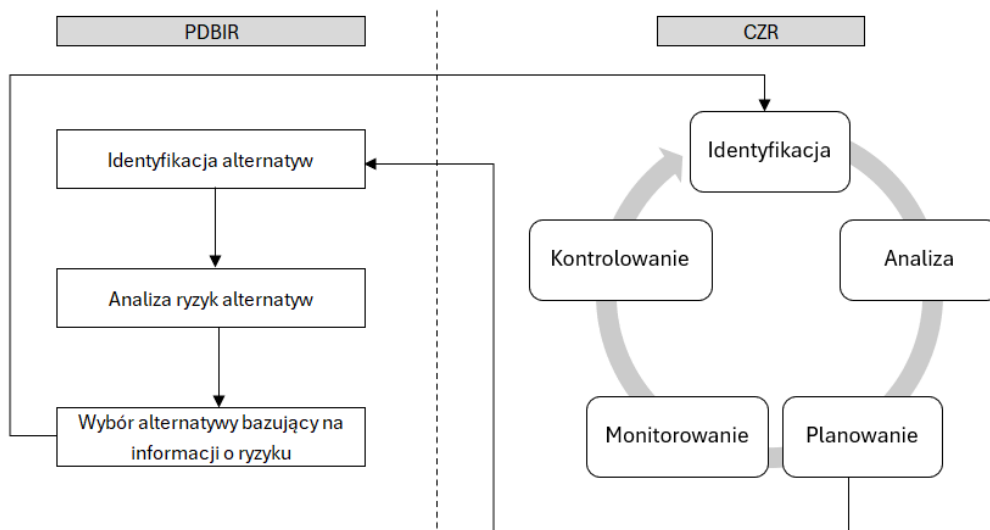 PDBIR
CZR
Identyfikacja alternatyw
Analiza ryzyk alternatyw
Wybór alternatywy bazujący na
informacji o ryzyku
Identyfikacja
Kontrolowanie
Analiza
Monitorowanie
Planowanie